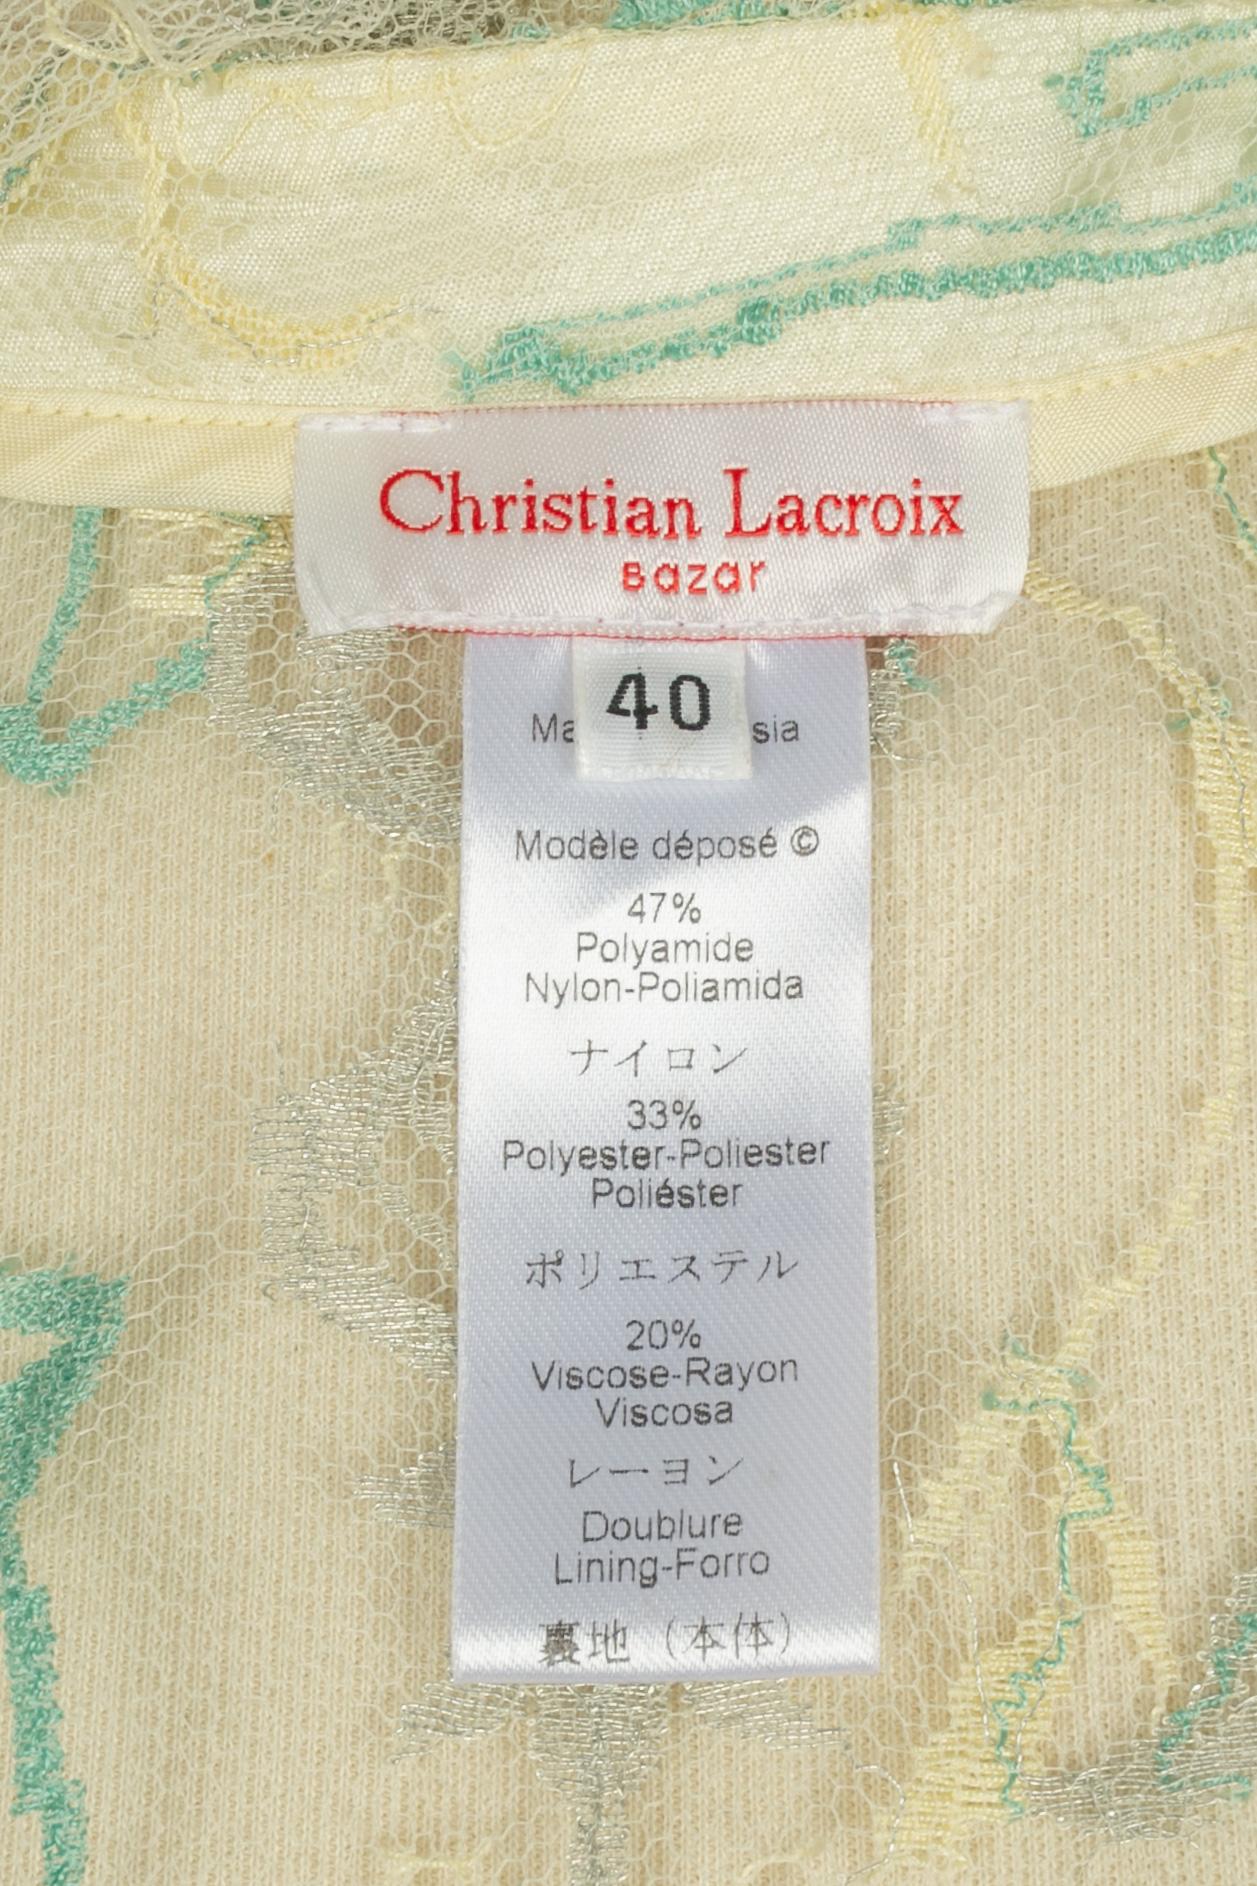 Christian Lacroix
Bazar
40
Modèle déposé ©
47%
Polyamide
Nylon-Poliamida
ナイロン
33%
Polyester-Poliester
Poliéster
ポリエステル
20%
Viscose-Rayon
Viscosa
レーヨン
Doublure
Lining-Forro
裏地 (本体)